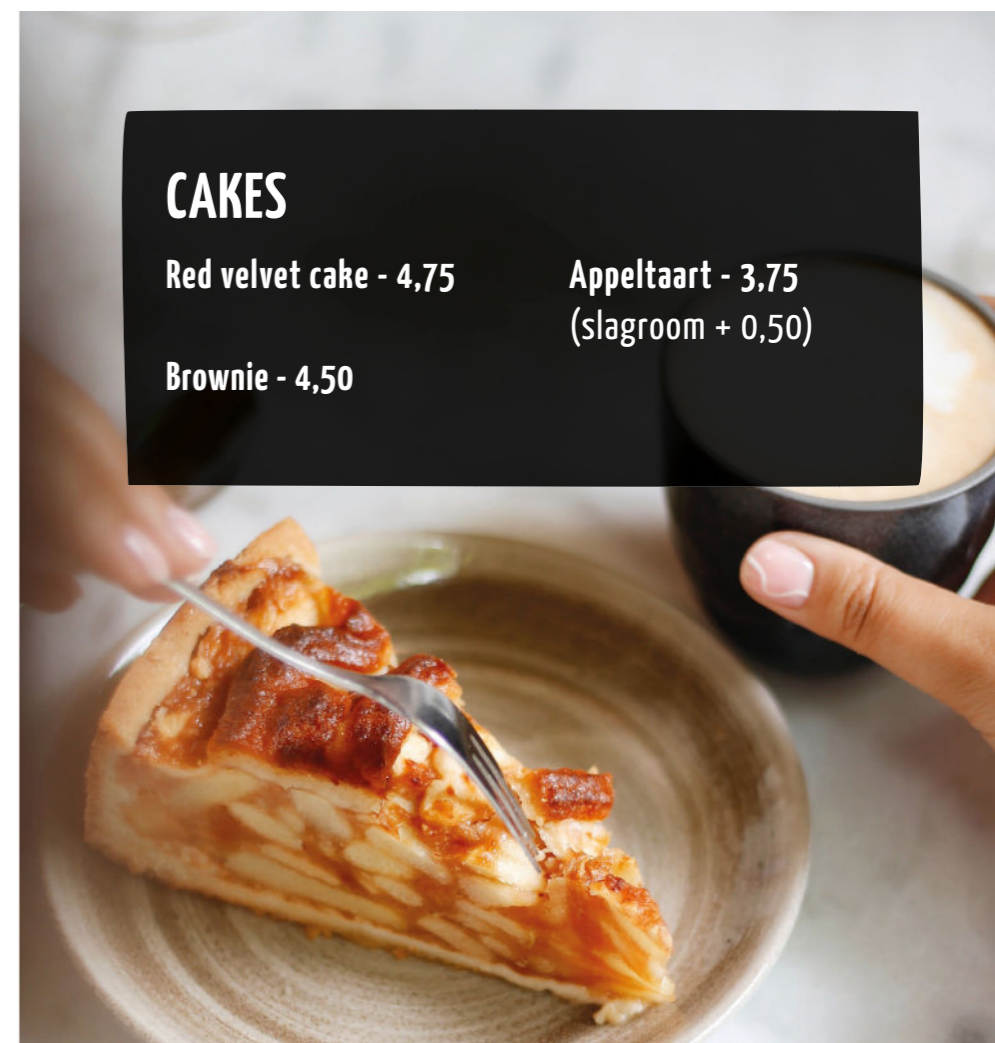 CAKES
Red velvet cake - 4,75
Brownie - 4,50
Appeltaart - 3,75
(slagroom + 0,50)